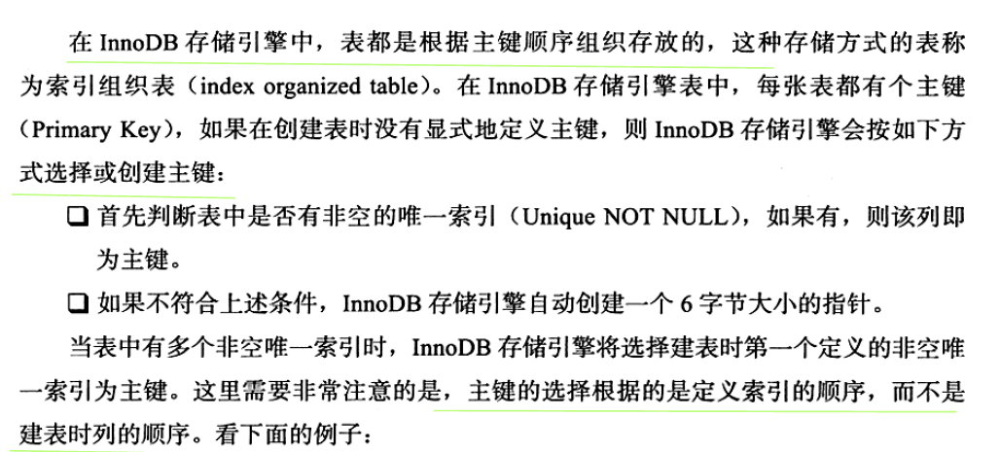 在 InnoDB 存储引擎中，表都是根据主键顺序组织存放的，这种存储方式的表称
为索引组织表（index organized table）。在 InnoDB 存储引擎表中，每张表都有个主键
（Primary Key），如果在创建表时没有显式地定义主键，则 InnoDB 存储引擎会按如下方
式选择或创建主键：
❑ 首先判断表中是否有非空的唯一索引（Unique NOT NULL），如果有，则该列即
为主键。
❑ 如果不符合上述条件，InnoDB 存储引擎自动创建一个 6 字节大小的指针。
当表中有多个非空唯一索引时，InnoDB 存储引擎将选择建表时第一个定义的非空唯
一索引为主键。这里需要非常注意的是，主键的选择根据的是定义索引的顺序，而不是
建表时列的顺序。看下面的例子：